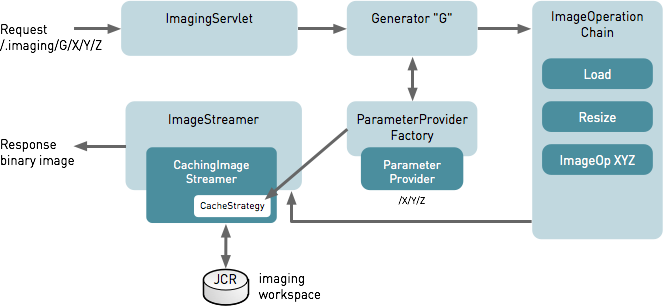 Request
/.imaging/G/X/Y/Z
ImagingServlet
Generator "G"
ImageOperation
Chain
Load
Resize
ImageOp XYZ
ImageStreamer
ParameterProvider
Factory
Response
binary image
CachingImage
Streamer
CacheStrategy
Parameter
Provider
/X/Y/Z
JCR
imaging
workspace